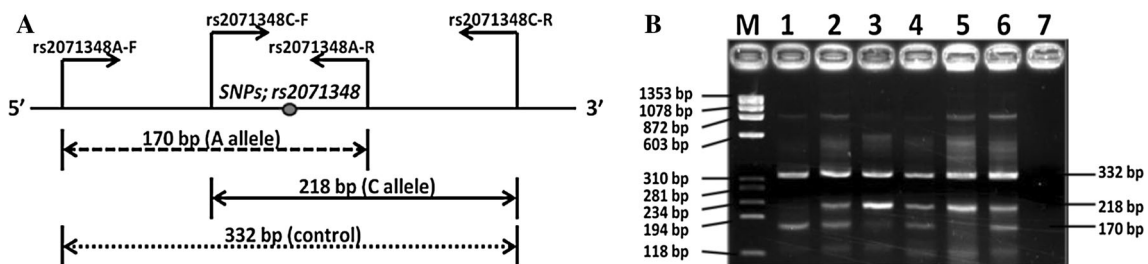 A
rs2071348C-F
rs2071348C-R
rs2071348A-F
rs2071348A-R
SNPs; rs2071348
5′
3′
170 bp (A allele)
218 bp (C allele)
332 bp (control)
B
M 1 2 3 4 5 6 7
1353 bp
1078 bp
872 bp
603 bp
310 bp
281 bp
234 bp
194 bp
118 bp
332 bp
218 bp
170 bp